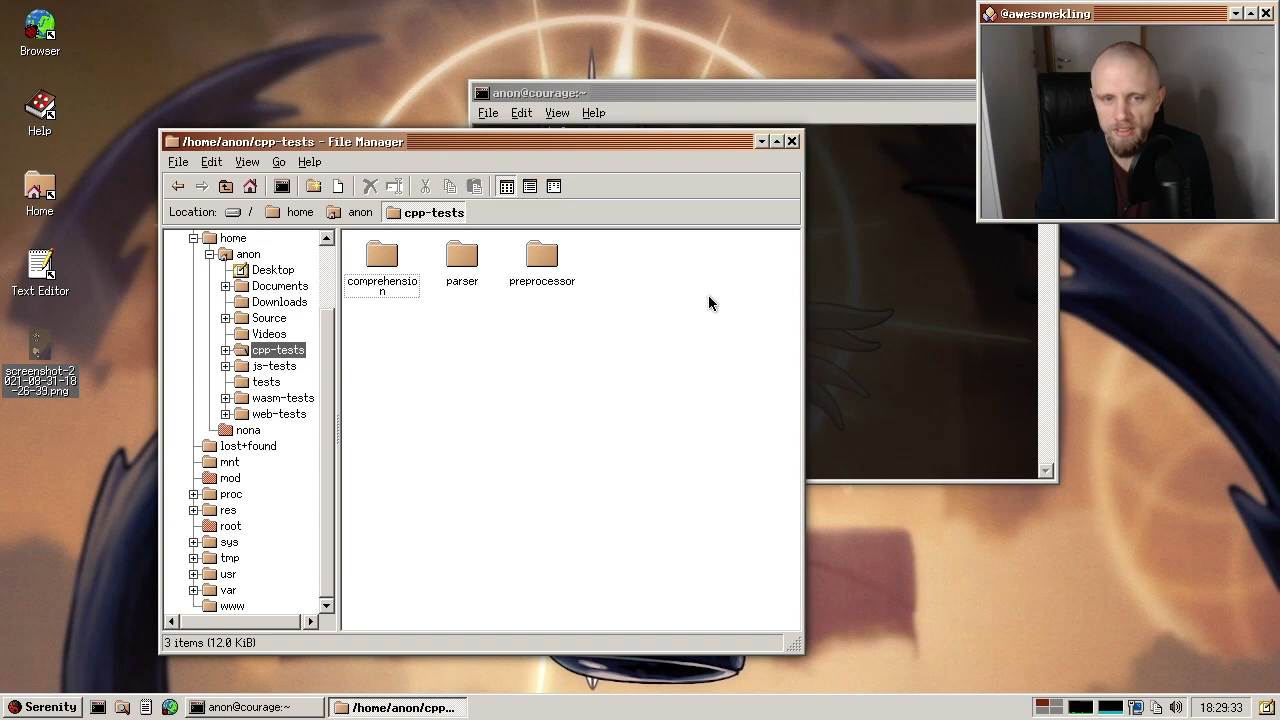 Browser
Help
Home
Text Editor
screenshot-2
021-08-31-18
-26-39.png
@awesomekling
anon@courage:~
File Edit View Help
/home/anon/cpp-tests - File Manager
File Edit View Go Help
Location: / home anon cpp-tests
home
anon
Desktop
Documents
Downloads
Source
Videos
cpp-tests
js-tests
tests
wasm-tests
web-tests
nona
lost+found
mnt
mod
proc
res
root
sys
tmp
usr
var
www
comprehensio
n
parser
preprocessor
3 items (12.0 KiB)
Serenity
anon@courage:~
/home/anon/cpp...
18:29:33